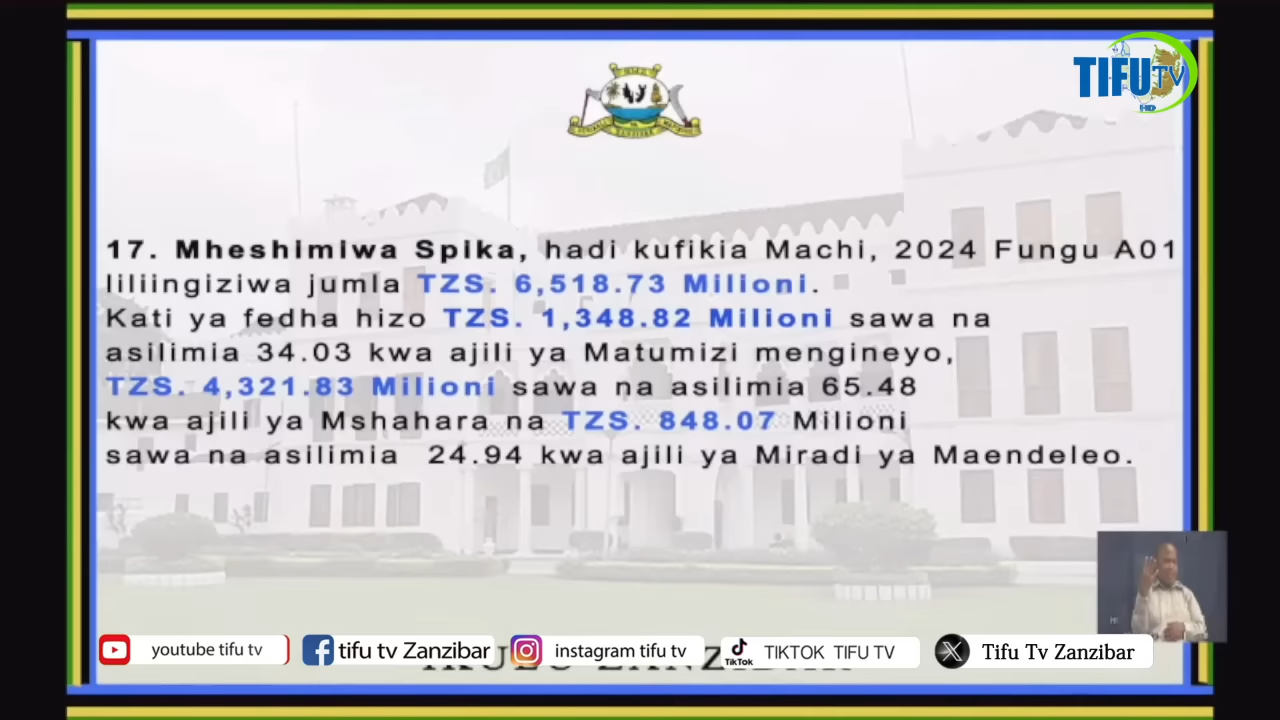 TIFU TV
HD
17. Mheshimiwa Spika, hadi kufikia Machi, 2024 Fungu A01
liliingiziwa jumla TZS. 6,518.73 Milioni.
Kati ya fedha hizo TZS. 1,348.82 Milioni sawa na
asilimia 34.03 kwa ajili ya Matumizi mengineyo,
TZS. 4,321.83 Milioni sawa na asilimia 65.48
kwa ajili ya Mshahara na TZS. 848.07 Milioni
sawa na asilimia 24.94 kwa ajili ya Miradi ya Maendeleo.
youtube tifu tv
tifu tv Zanzibar
instagram tifu tv
TikTok
TIKTOK TIFU TV
Tifu Tv Zanzibar